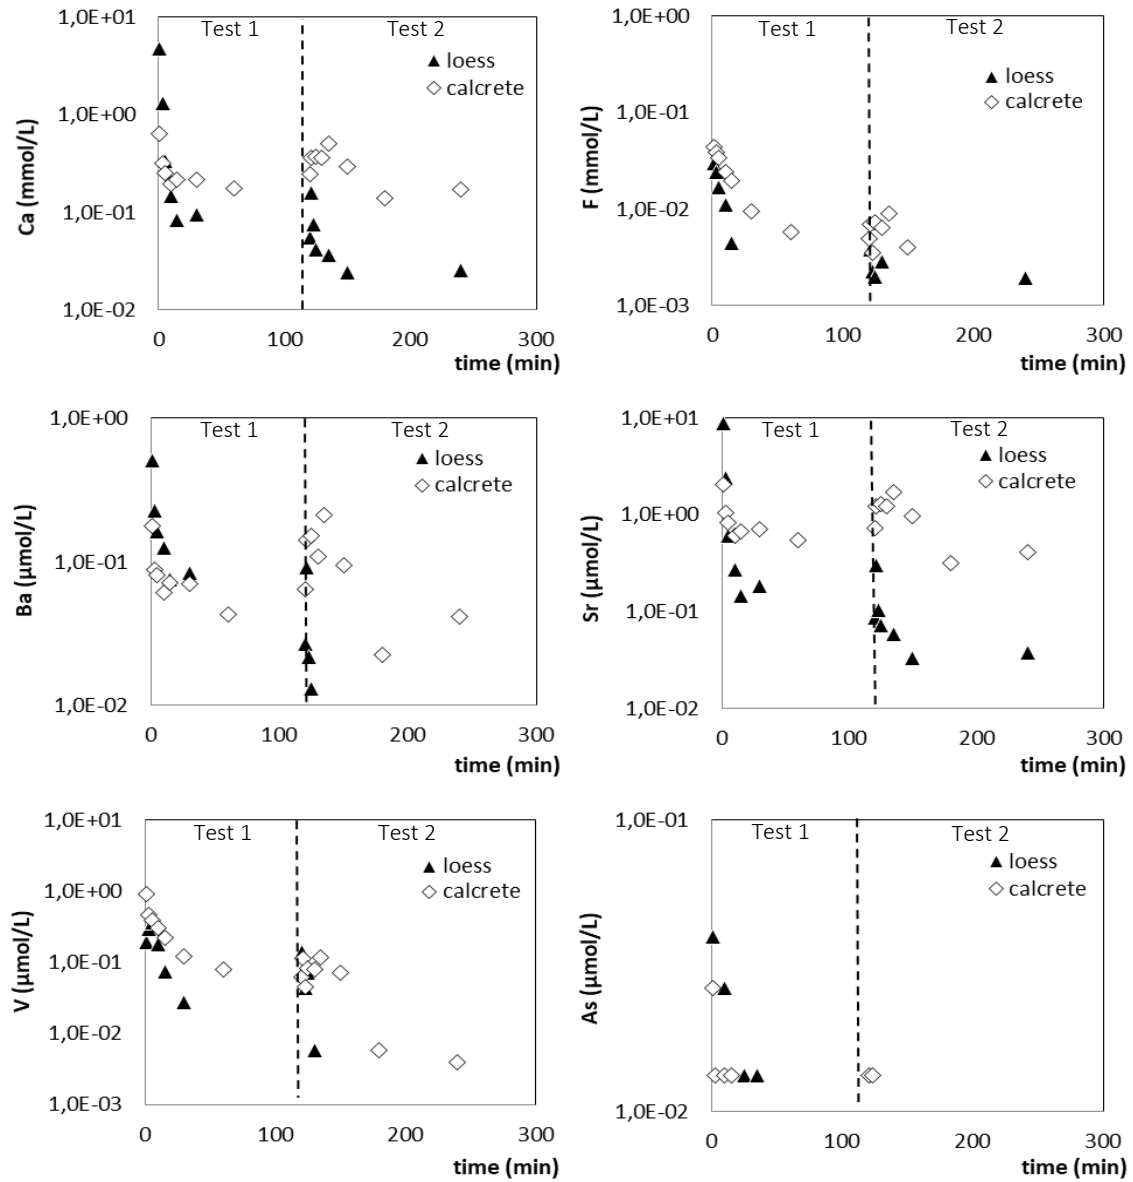 Ca (mmol/L)
1,0E+01
1,0E+00
1,0E-01
1,0E-02
Test 1
Test 2
loess
calcrete
0
100
200
300
time (min)
F (mmol/L)
1,0E+00
1,0E-01
1,0E-02
1,0E-03
Test 1
Test 2
loess
calcrete
0
100
200
300
time (min)
Ba (µmol/L)
1,0E+00
1,0E-01
1,0E-02
Test 1
Test 2
loess
calcrete
0
100
200
300
time (min)
Sr (µmol/L)
1,0E+01
1,0E+00
1,0E-01
1,0E-02
Test 1
Test 2
loess
calcrete
0
100
200
300
time (min)
V (µmol/L)
1,0E+01
1,0E+00
1,0E-01
1,0E-02
1,0E-03
Test 1
Test 2
loess
calcrete
0
100
200
300
time (min)
As (µmol/L)
1,0E-01
1,0E-02
Test 1
Test 2
loess
calcrete
0
100
200
300
time (min)